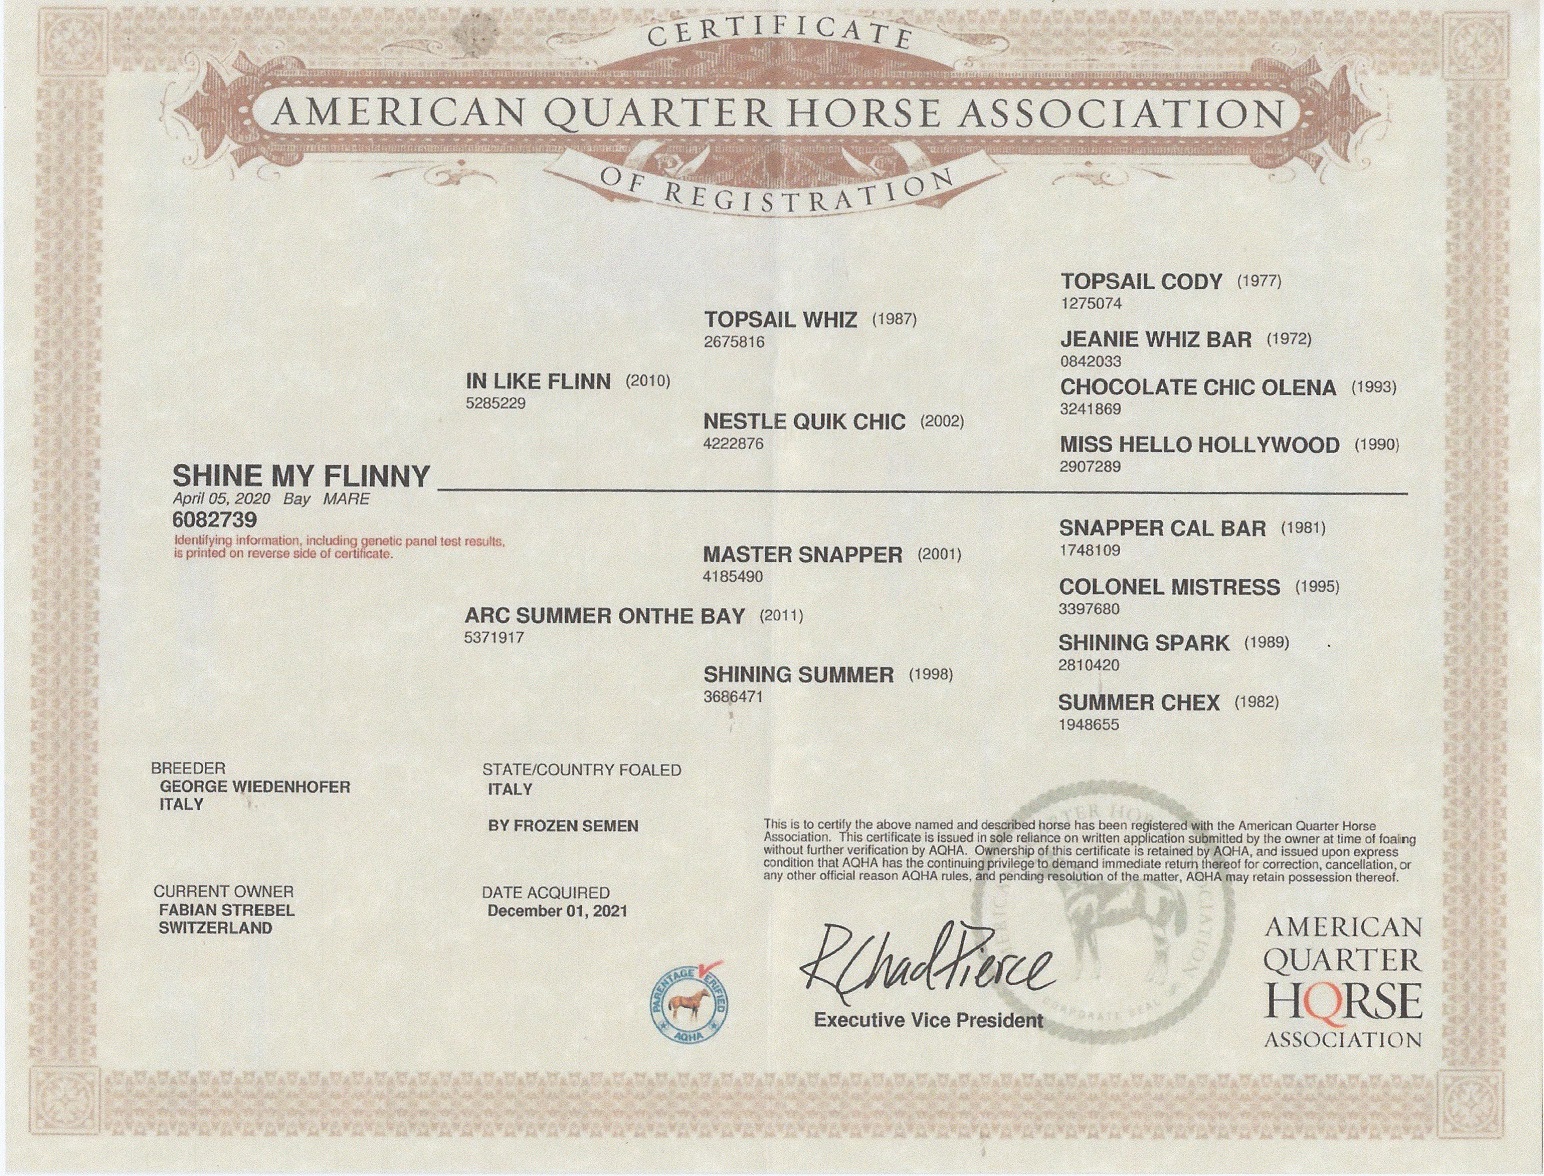 CERTIFICATE
AMERICAN QUARTER HORSE ASSOCIATION
OF REGISTRATION
TOPSAIL CODY (1977)
1275074
TOPSAIL WHIZ (1987)
2675816
JEANIE WHIZ BAR (1972)
0842033
IN LIKE FLINN (2010)
5285229
CHOCOLATE CHIC OLENA (1993)
3241869
NESTLE QUIK CHIC (2002)
4222876
MISS HELLO HOLLYWOOD (1990)
2907289
SHINE MY FLINNY
April 05, 2020 Bay MARE
6082739
Identifying information, including genetic panel test results,
is printed on reverse side of certificate.
SNAPPER CAL BAR (1981)
1748109
MASTER SNAPPER (2001)
4185490
COLONEL MISTRESS (1995)
3397680
ARC SUMMER ONTHE BAY (2011)
5371917
SHINING SPARK (1989)
2810420
SHINING SUMMER (1998)
3686471
SUMMER CHEX (1982)
1948655
BREEDER
GEORGE WIEDENHOFER
ITALY
STATE/COUNTRY FOALED
ITALY
BY FROZEN SEMEN
This is to certify the above named and described horse has been registered with the American Quarter Horse
Association. This certificate is issued in sole reliance on written application submitted by the owner at time of foaling
without further verification by AQHA. Ownership of this certificate is retained by AQHA, and issued upon express
condition that AQHA has the continuing privilege to demand immediate return thereof for correction, cancellation, or
any other official reason AQHA rules, and pending resolution of the matter, AQHA may retain possession thereof.
CURRENT OWNER
FABIAN STREBEL
SWITZERLAND
DATE ACQUIRED
December 01, 2021
PARENTAGE VERIFIED
AQHA
R Chad Pierce
Executive Vice President
CORPORATE SEAL
AMERICAN
QUARTER
HORSE
ASSOCIATION